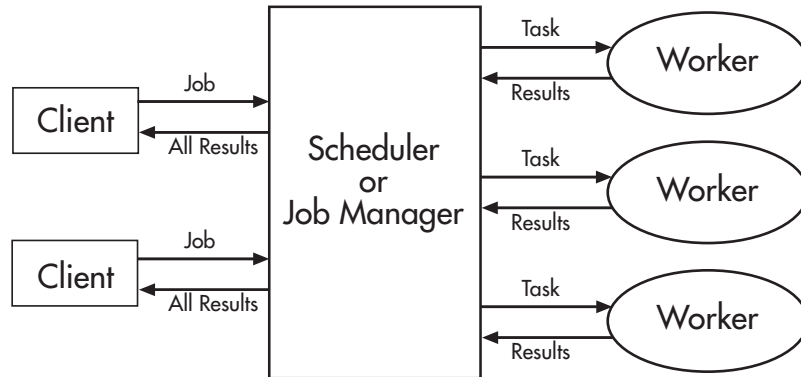 Client
Job
All Results
Client
Job
All Results
Scheduler
or
Job Manager
Task
Results
Worker
Task
Results
Worker
Task
Results
Worker